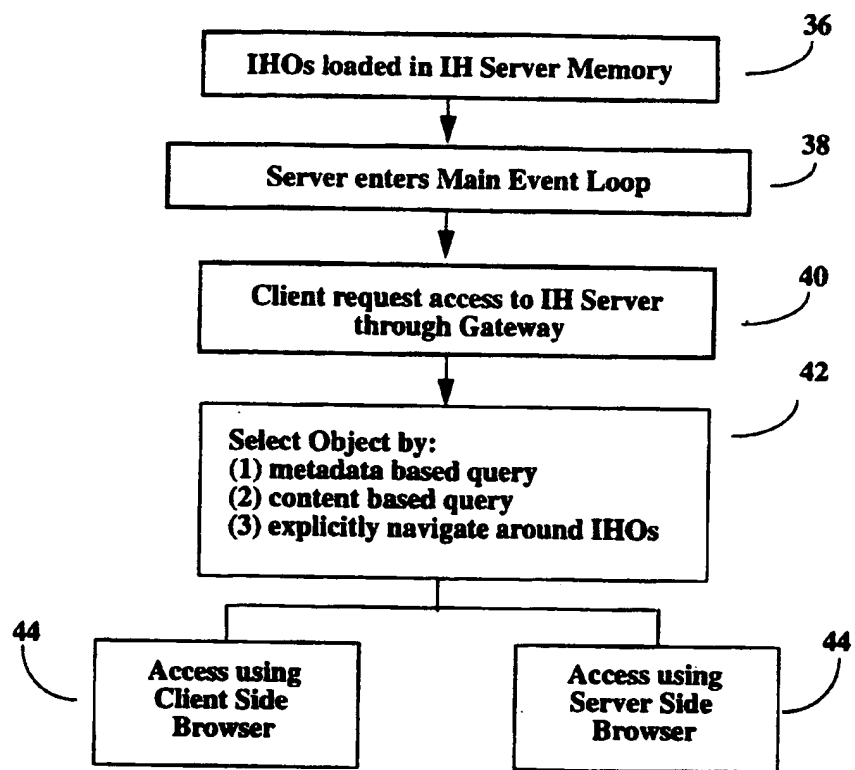 36
IHOs loaded in IH Server Memory
38
Server enters Main Event Loop
40
Client request access to IH Server
through Gateway
42
Select Object by:
(1) metadata based query
(2) content based query
(3) explicitly navigate around IHOs
44
Access using
Client Side
Browser
44
Access using
Server Side
Browser